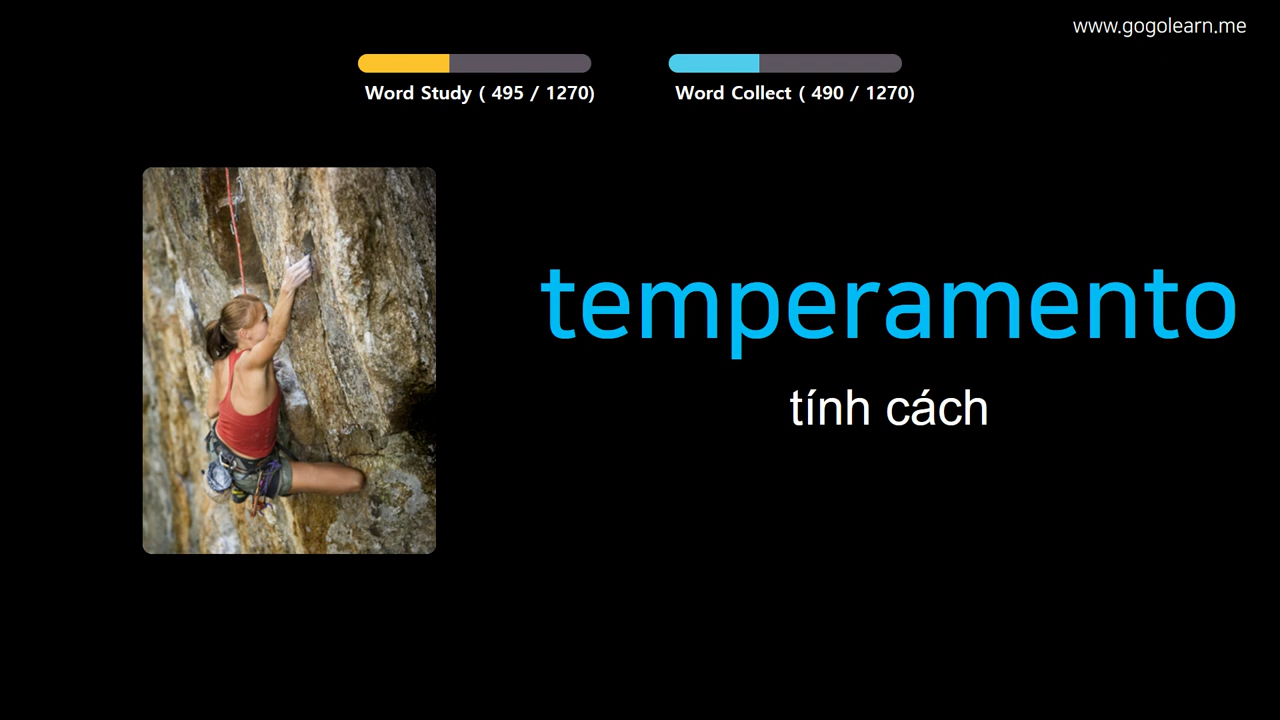 www.gogolearn.me
Word Study ( 495 / 1270)
Word Collect ( 490 / 1270)
temperamento
tính cách